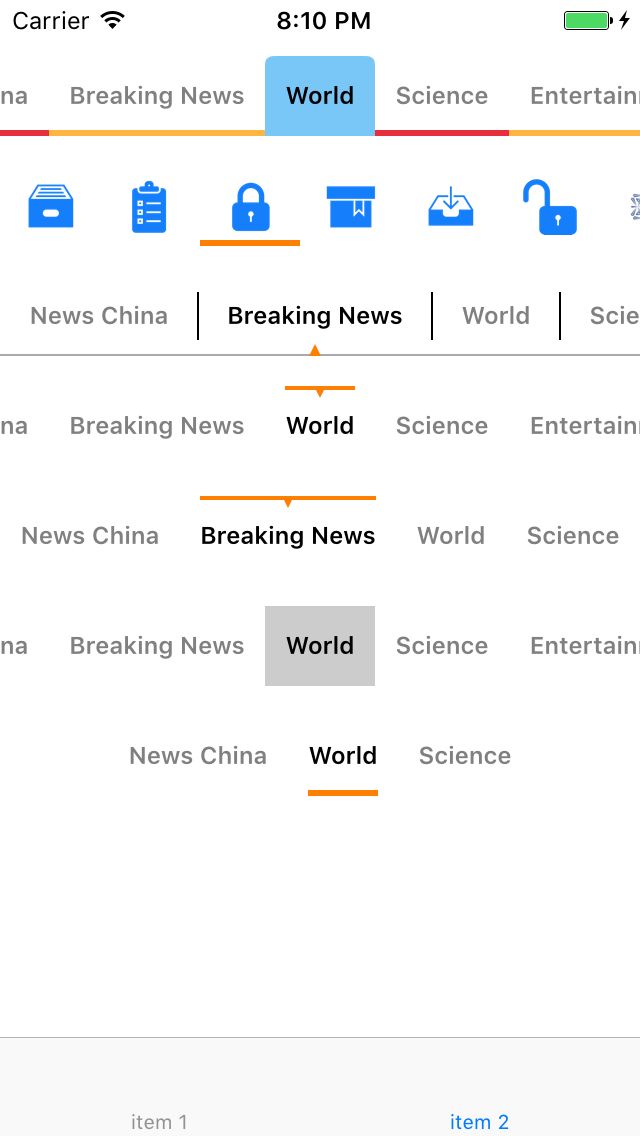 Carrier 8:10 PM
na Breaking News World Science Entertain
News China Breaking News World Scie
na Breaking News World Science Entertain
News China Breaking News World Science
na Breaking News World Science Entertain
News China World Science
item 1 item 2